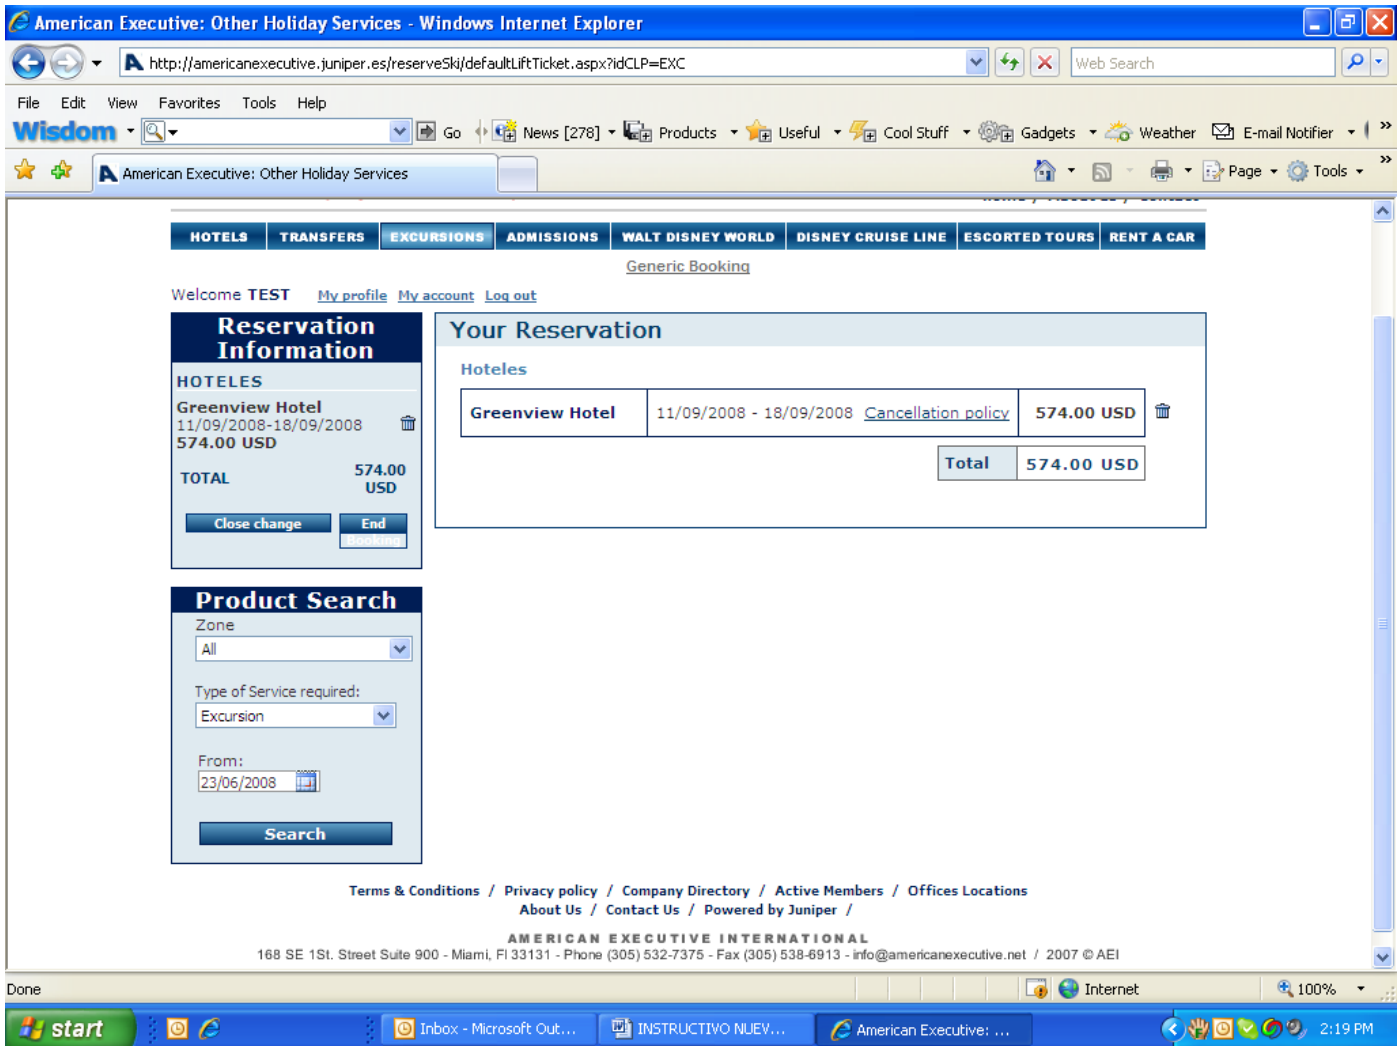 American Executive: Other Holiday Services - Windows Internet Explorer
http://americanexecutive.juniper.es/reserveSki/defaultLiftTicket.aspx?idCLP=EXC
Web Search
File Edit View Favorites Tools Help
Wisdom Go News [278] Products Useful Cool Stuff Gadgets Weather E-mail Notifier
American Executive: Other Holiday Services
Page Tools
HOTELS TRANSFERS EXCURSIONS ADMISSIONS WALT DISNEY WORLD DISNEY CRUISE LINE ESCORTED TOURS RENT A CAR
Generic Booking
Welcome TEST My profile My account Log out
Reservation
Information
HOTELES
Greenview Hotel
11/09/2008-18/09/2008
574.00 USD
TOTAL 574.00
USD
Close change End
Booking
Your Reservation
Hoteles
Greenview Hotel 11/09/2008 - 18/09/2008 Cancellation policy 574.00 USD
Total 574.00 USD
Product Search
Zone
All
Type of Service required:
Excursion
From:
23/06/2008
Search
Terms & Conditions / Privacy policy / Company Directory / Active Members / Offices Locations
About Us / Contact Us / Powered by Juniper /
AMERICAN EXECUTIVE INTERNATIONAL
168 SE 1St. Street Suite 900 - Miami, Fl 33131 - Phone (305) 532-7375 - Fax (305) 538-6913 - info@americanexecutive.net / 2007 © AEI
Done Internet 100%
start Inbox - Microsoft Out... INSTRUCTIVO NUEV... American Executive: ... 2:19 PM